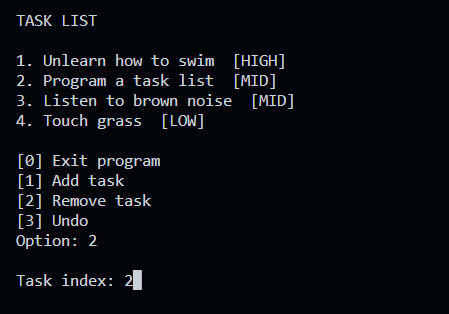 TASK LIST
1. Unlearn how to swim  [HIGH]
2. Program a task list  [MID]
3. Listen to brown noise  [MID]
4. Touch grass  [LOW]
[0] Exit program
[1] Add task
[2] Remove task
[3] Undo
Option: 2
Task index: 2